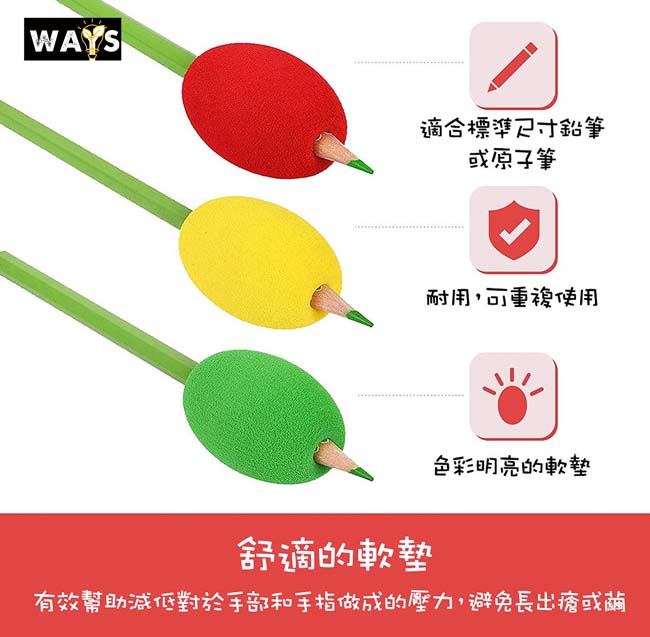 WAYS
適合標準尺寸鉛筆
或原子筆
耐用，可重複使用
色彩明亮的軟墊
舒適的軟墊
有效幫助減低對於手部和手指做成的壓力，避免長出瘡或繭